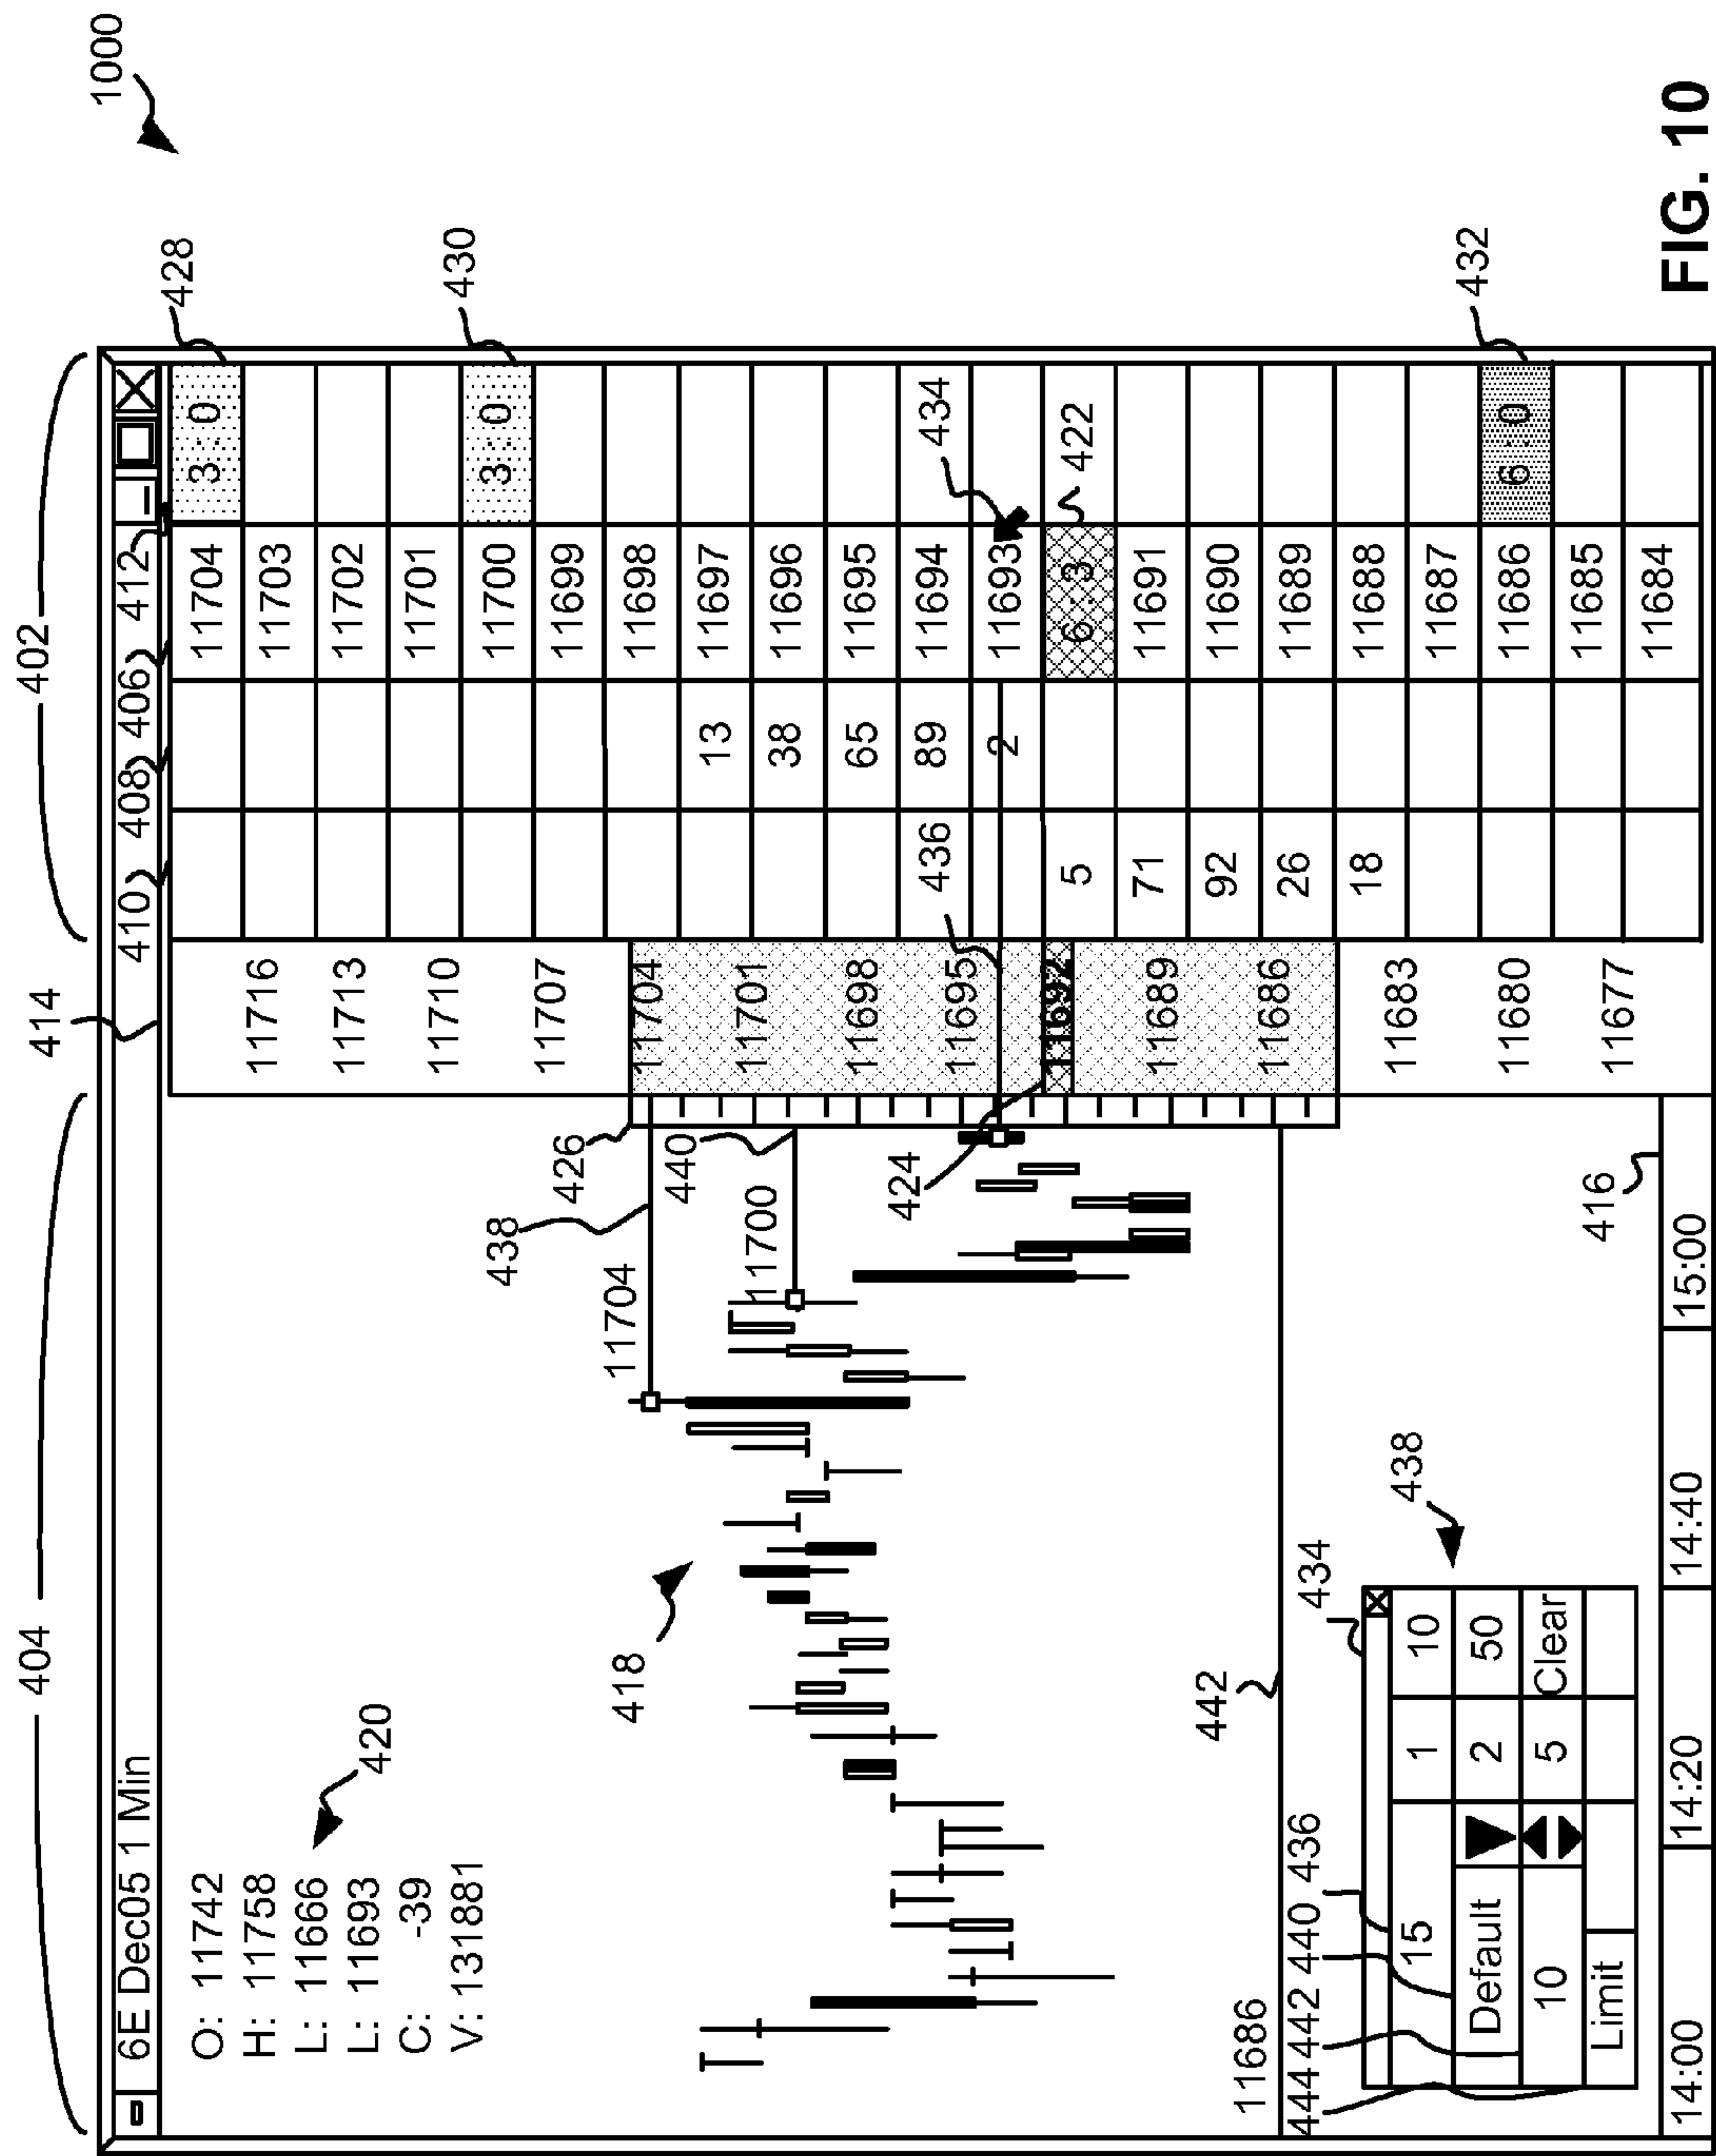 1000
404
402
414
6E Dec05 1 Min
410 408 406 412
O: 11742
H: 11758
L: 11666
L: 11693
C: -39
V: 131881
420
418
438
11704
426
440
11700
424
11716
11713
11710
11707
11704
11701
11698
11695
11692
11689
11686
11683
11680
11677
11704 3:0 428
11703
11702
11701
11700 3:0 430
11699
11698
13 11697
38 11696
65 11695
436 89 11694 434
2 11693
5 6:3 422
71 11691
92 11690
26 11689
18 11688
11687
11686 6:0 432
11685
11684
11686
442
444 442 440 436
434
438
15 1 10
Default 2 50
10 5 Clear
Limit
416
14:00 14:20 14:40 15:00
FIG. 10